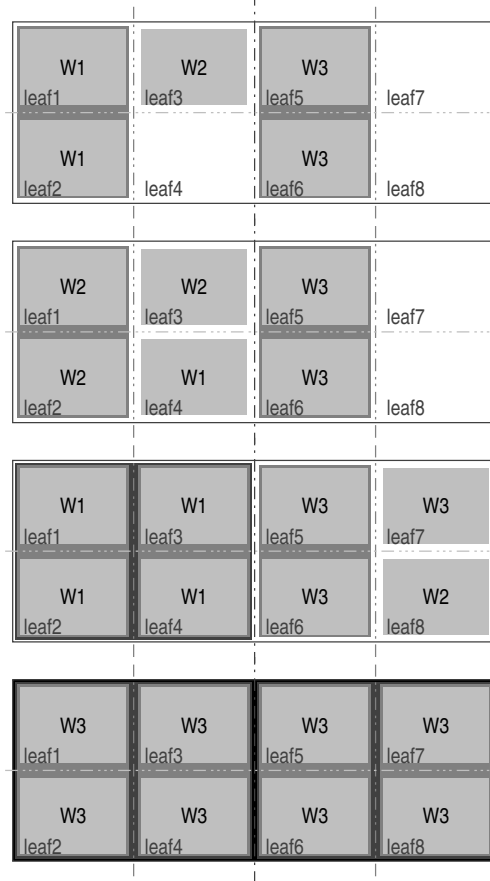 W1 W2 W3
leaf1 leaf3 leaf5 leaf7
W1 W3
leaf2 leaf4 leaf6 leaf8
W2 W2 W3
leaf1 leaf3 leaf5 leaf7
W2 W1 W3
leaf2 leaf4 leaf6 leaf8
W1 W1 W3 W3
leaf1 leaf3 leaf5 leaf7
W1 W1 W3 W2
leaf2 leaf4 leaf6 leaf8
W3 W3 W3 W3
leaf1 leaf3 leaf5 leaf7
W3 W3 W3 W3
leaf2 leaf4 leaf6 leaf8